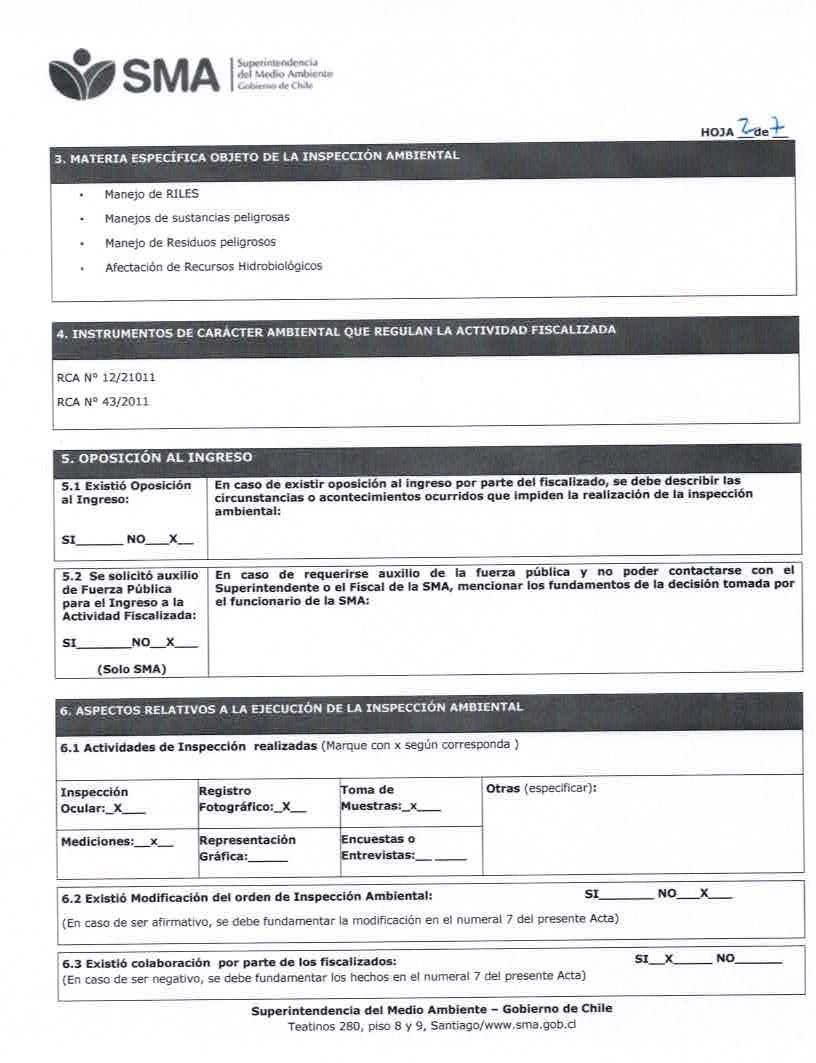 SMA
Superintendencia
del Medio Ambiente
Gobierno de Chile
HOJA 2 de 7
3. MATERIA ESPECÍFICA OBJETO DE LA INSPECCIÓN AMBIENTAL
• Manejo de RILES
• Manejos de sustancias peligrosas
• Manejo de Residuos peligrosos
• Afectación de Recursos Hidrobiológicos
4. INSTRUMENTOS DE CARÁCTER AMBIENTAL QUE REGULAN LA ACTIVIDAD FISCALIZADA
RCA Nº 12/21011
RCA Nº 43/2011
5. OPOSICIÓN AL INGRESO
5.1 Existió Oposición
al Ingreso:
SI_______ NO___X__
En caso de existir oposición al ingreso por parte del fiscalizado, se debe describir las
circunstancias o acontecimientos ocurridos que impiden la realización de la inspección
ambiental:
5.2 Se solicitó auxilio
de Fuerza Pública
para el Ingreso a la
Actividad Fiscalizada:
SI________NO__X___
(Solo SMA)
En caso de requerirse auxilio de la fuerza pública y no poder contactarse con el
Superintendente o el Fiscal de la SMA, mencionar los fundamentos de la decisión tomada por
el funcionario de la SMA:
6. ASPECTOS RELATIVOS A LA EJECUCIÓN DE LA INSPECCIÓN AMBIENTAL
6.1 Actividades de Inspección realizadas (Marque con x según corresponda )
Inspección
Ocular:_X___
Registro
Fotográfico:_X__
Toma de
Muestras:_x___
Otras (especificar):
Mediciones:__x__
Representación
Gráfica:______
Encuestas o
Entrevistas:__ ____
6.2 Existió Modificación del orden de Inspección Ambiental: SI________ NO___X___
(En caso de ser afirmativo, se debe fundamentar la modificación en el numeral 7 del presente Acta)
6.3 Existió colaboración por parte de los fiscalizados: SI__X_____ NO_______
(En caso de ser negativo, se debe fundamentar los hechos en el numeral 7 del presente Acta)
Superintendencia del Medio Ambiente – Gobierno de Chile
Teatinos 280, piso 8 y 9, Santiago/www.sma.gob.cl